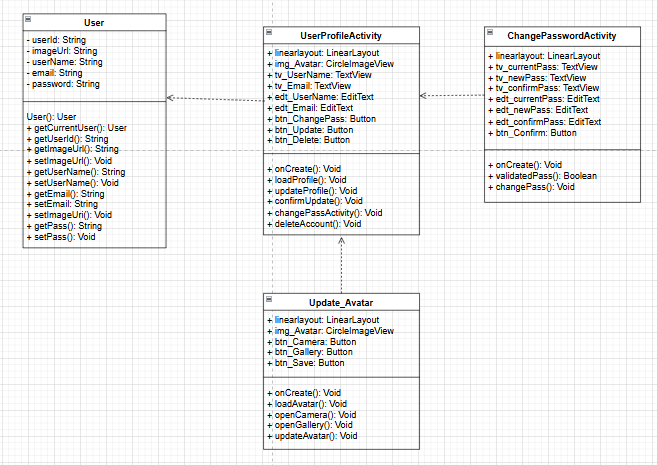 User
- userId: String
- imageUrl: String
- userName: String
- email: String
- password: String
User(): User
+ getCurrentUser(): User
+ getUserId(): String
+ getImageUrl(): String
+ setImageUrl(): Void
+ getUserName(): String
+ setUserName(): Void
+ getEmail(): String
+ setEmail: String
+ setImageUri(): Void
+ getPass(): String
+ setPass(): Void
UserProfileActivity
+ linearlayout: LinearLayout
+ img_Avatar: CircleImageView
+ tv_UserName: TextView
+ tv_Email: TextView
+ edt_UserName: EditText
+ edt_Email: EditText
+ btn_ChangePass: Button
+ btn_Update: Button
+ btn_Delete: Button
+ onCreate(): Void
+ loadProfile(): Void
+ updateProfile(): Void
+ confirmUpdate(): Void
+ changePassActivity(): Void
+ deleteAccount(): Void
ChangePasswordActivity
+ linearlayout: LinearLayout
+ tv_currentPass: TextView
+ tv_newPass: TextView
+ tv_confirmPass: TextView
+ edt_currentPass: EditText
+ edt_newPass: EditText
+ edt_confirmPass: EditText
+ btn_Confirm: Button
+ onCreate(): Void
+ validatedPass(): Boolean
+ changePass(): Void
Update_Avatar
+ linearlayout: LinearLayout
+ img_Avatar: CircleImageView
+ btn_Camera: Button
+ btn_Gallery: Button
+ btn_Save: Button
+ onCreate(): Void
+ loadAvatar(): Void
+ openCamera(): Void
+ openGallery(): Void
+ updateAvatar(): Void